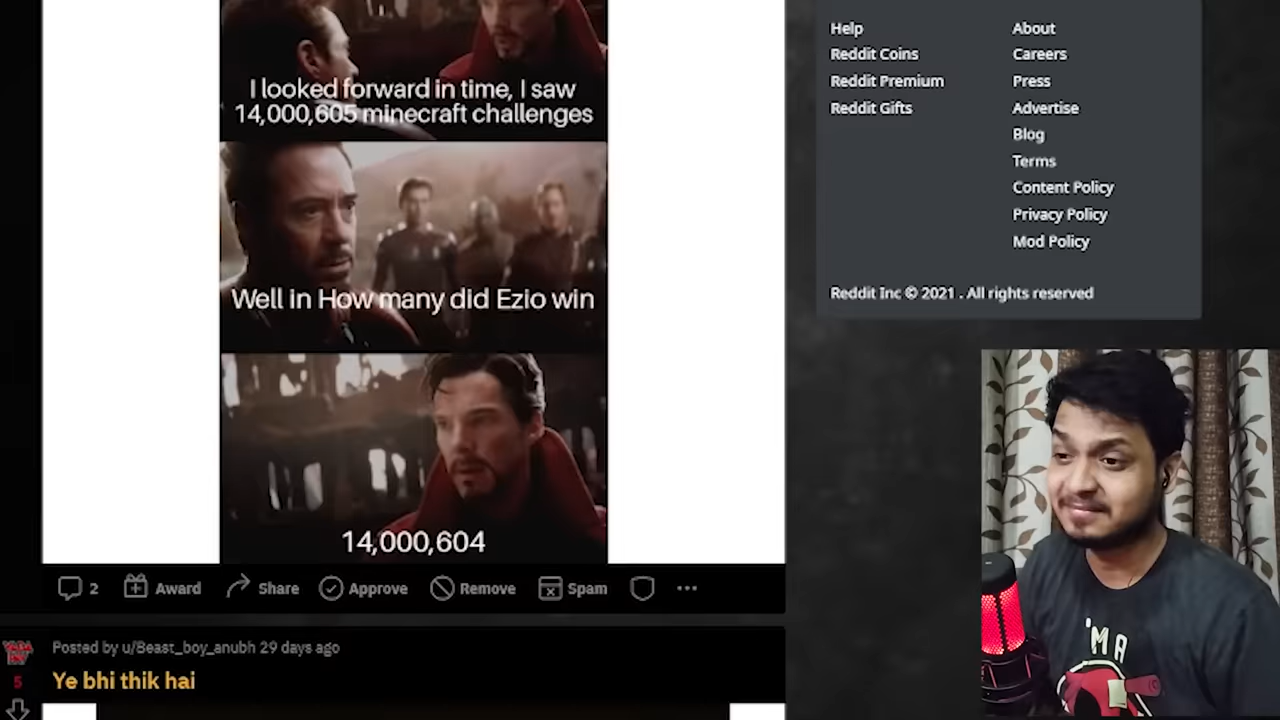 I looked forward in time, I saw
14,000,605 minecraft challenges
Well in How many did Ezio win
14,000,604
2 Award Share Approve Remove Spam
Posted by u/Beast_boy_anubh 29 days ago
5
Ye bhi thik hai
Help About
Reddit Coins Careers
Reddit Premium Press
Reddit Gifts Advertise
Blog
Terms
Content Policy
Privacy Policy
Mod Policy
Reddit Inc © 2021 . All rights reserved
'MA